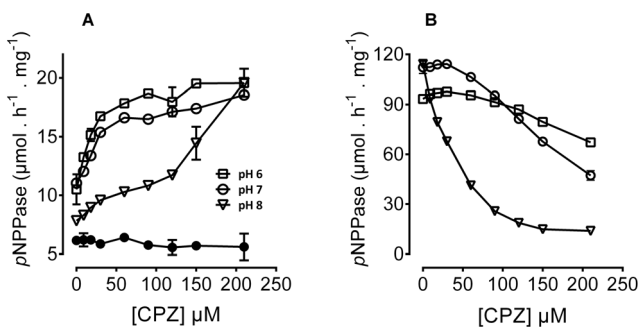 A
B
pNPPase (µmol . h⁻¹ . mg⁻¹)
20
15
10
5
pH 6
pH 7
pH 8
0 50 100 150 200 250
[CPZ] µM
pNPPase (µmol . h⁻¹ . mg⁻¹)
120
90
60
30
0
0 50 100 150 200 250
[CPZ] µM